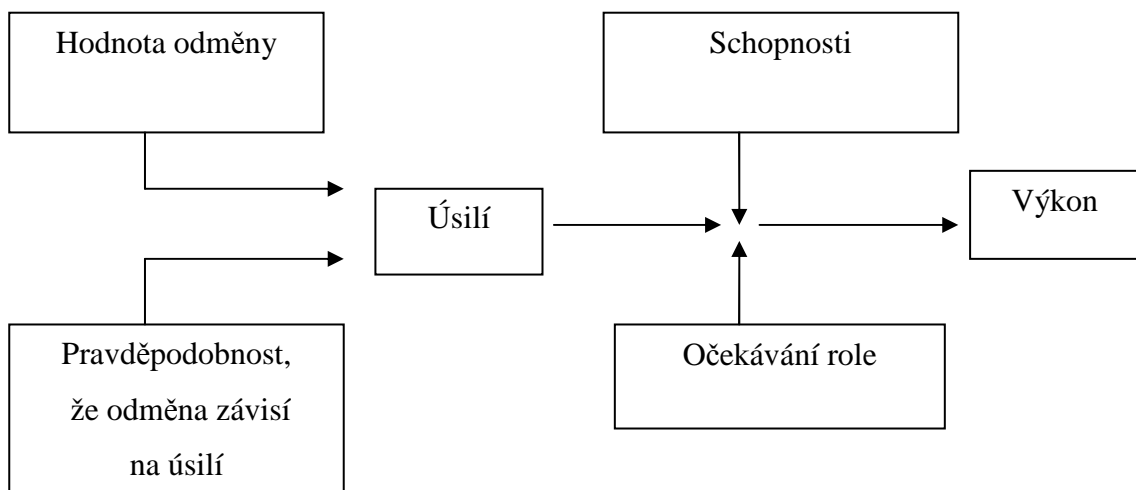 Hodnota odměny
Schopnosti
Úsilí
Výkon
Pravděpodobnost,
že odměna závisí
na úsilí
Očekávání role